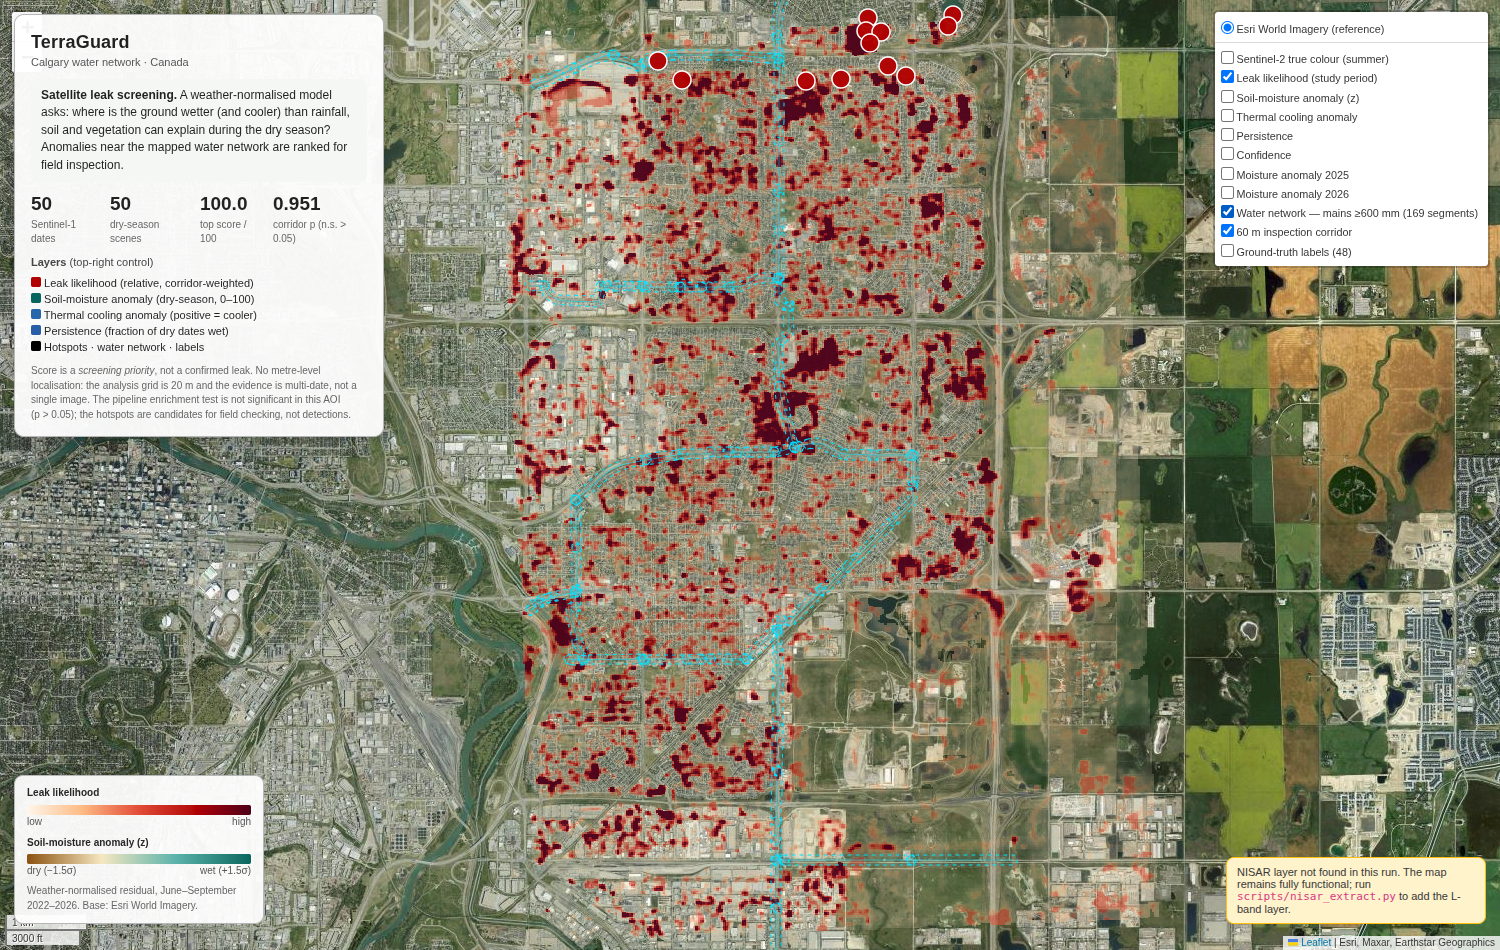 TerraGuard
Calgary water network · Canada
Satellite leak screening. A weather-normalised model
asks: where is the ground wetter (and cooler) than rainfall,
soil and vegetation can explain during the dry season?
Anomalies near the mapped water network are ranked for
field inspection.
50
Sentinel-1
dates
50
dry-season
scenes
100.0
top score /
100
0.951
corridor p (n.s. >
0.05)
Layers (top-right control)
Leak likelihood (relative, corridor-weighted)
Soil-moisture anomaly (dry-season, 0–100)
Thermal cooling anomaly (positive = cooler)
Persistence (fraction of dry dates wet)
Hotspots · water network · labels
Score is a screening priority, not a confirmed leak. No metre-level
localisation: the analysis grid is 20 m and the evidence is multi-date, not a
single image. The pipeline enrichment test is not significant in this AOI
(p > 0.05); the hotspots are candidates for field checking, not detections.
Esri World Imagery (reference)
Sentinel-2 true colour (summer)
Leak likelihood (study period)
Soil-moisture anomaly (z)
Thermal cooling anomaly
Persistence
Confidence
Moisture anomaly 2025
Moisture anomaly 2026
Water network — mains ≥600 mm (169 segments)
60 m inspection corridor
Ground-truth labels (48)
Leak likelihood
low high
Soil-moisture anomaly (z)
dry (−1.5σ) wet (+1.5σ)
Weather-normalised residual, June–September
2022–2026. Base: Esri World Imagery.
1 km
3000 ft
NISAR layer not found in this run. The map
remains fully functional; run
scripts/nisar_extract.py to add the L-
band layer.
Leaflet | Esri, Maxar, Earthstar Geographics